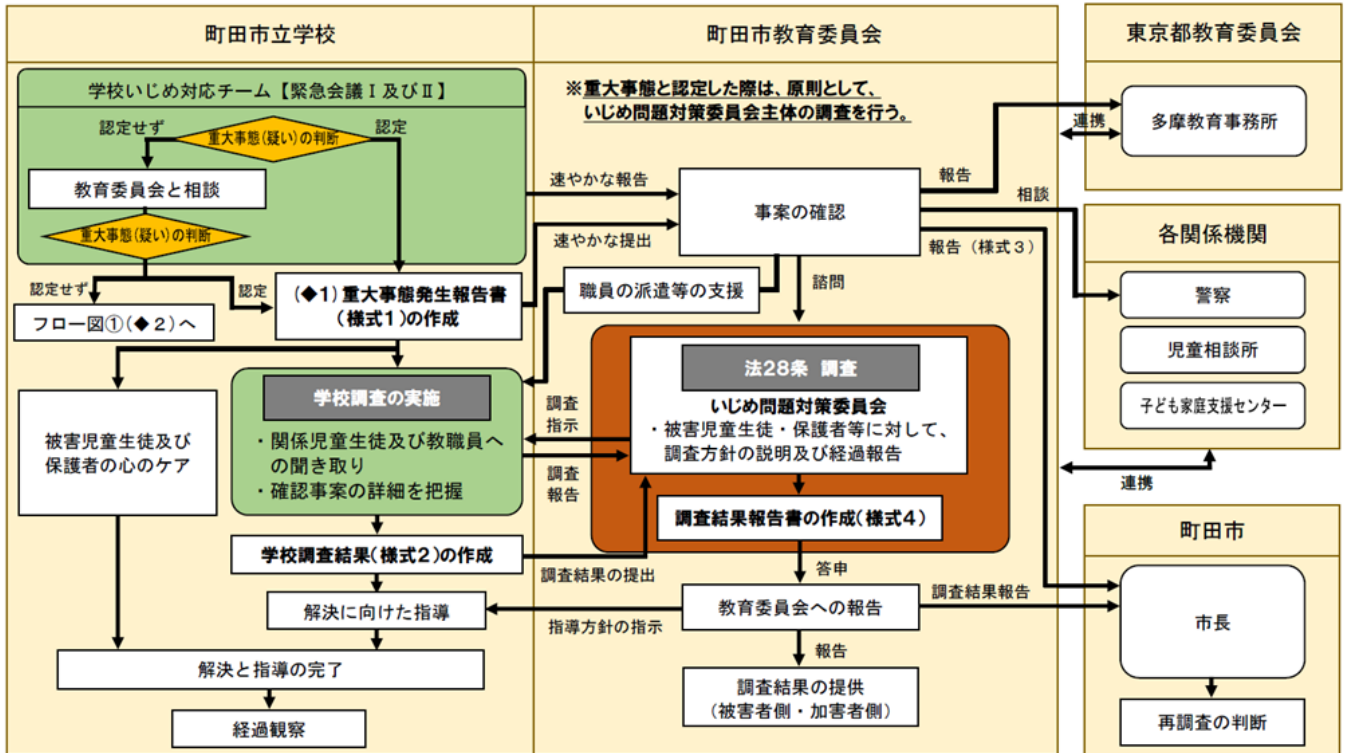 町田市立学校
町田市教育委員会
東京都教育委員会
学校いじめ対応チーム【緊急会議Ⅰ及びⅡ】
認定せず
重大事態(疑い)の判断
認定
教育委員会と相談
重大事態(疑い)の判断
認定せず
認定
フロー図①(◆2)へ
(◆1)重大事態発生報告書
(様式1)の作成
被害児童生徒及び
保護者の心のケア
学校調査の実施
・関係児童生徒及び教職員へ
の聞き取り
・確認事案の詳細を把握
学校調査結果(様式2)の作成
解決に向けた指導
解決と指導の完了
経過観察
※重大事態と認定した際は、原則として、
いじめ問題対策委員会主体の調査を行う。
速やかな報告
速やかな提出
事案の確認
職員の派遣等の支援
諮問
報告
相談
報告(様式3)
連携
法28条 調査
いじめ問題対策委員会
・被害児童生徒・保護者等に対して、
調査方針の説明及び経過報告
調査
指示
調査
報告
調査結果報告書の作成(様式4)
調査結果の提出
答申
教育委員会への報告
指導方針の指示
調査結果報告
報告
調査結果の提供
(被害者側・加害者側)
多摩教育事務所
各関係機関
警察
児童相談所
子ども家庭支援センター
連携
町田市
市長
再調査の判断